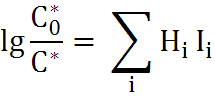 lg C₀*/C* = ∑ᵢ Hᵢ Iᵢ